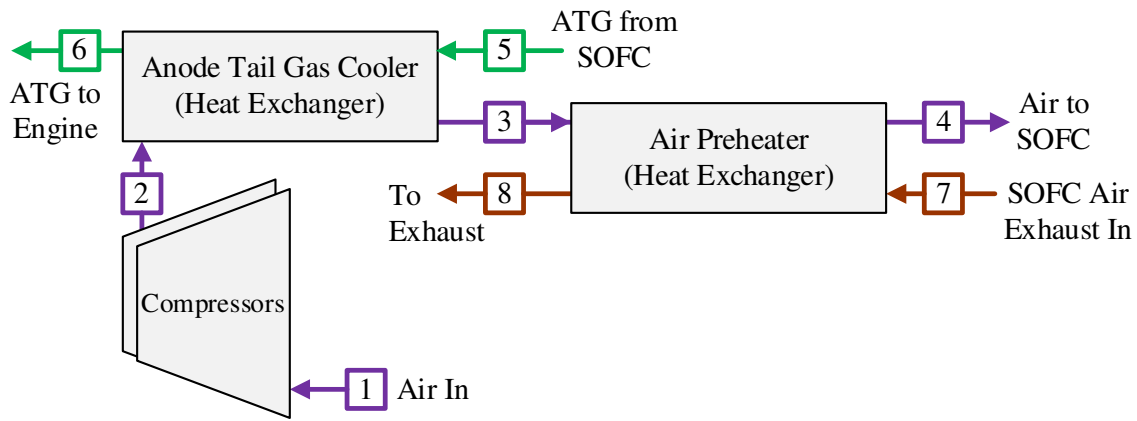 6
5
ATG from
SOFC
Anode Tail Gas Cooler
(Heat Exchanger)
ATG to
Engine
3
4
Air to
SOFC
Air Preheater
(Heat Exchanger)
2
To
Exhaust
8
7
SOFC Air
Exhaust In
Compressors
1
Air In